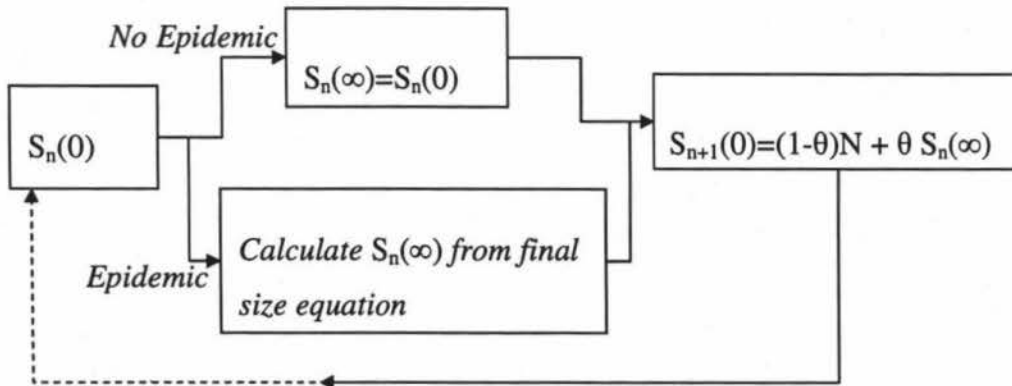 No Epidemic
Sₙ(∞)=Sₙ(0)
Sₙ(0)
Sₙ₊₁(0)=(1-θ)N + θ Sₙ(∞)
Epidemic
Calculate Sₙ(∞) from final
size equation